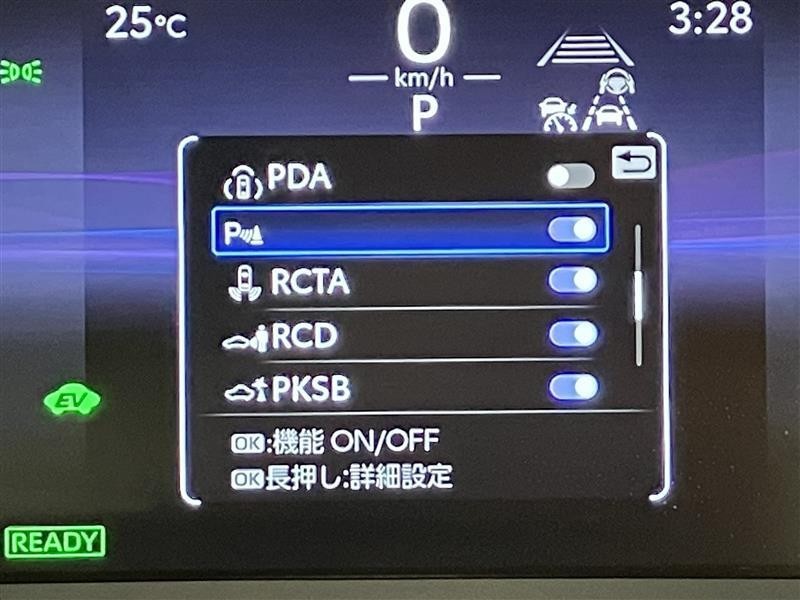 25℃
0
3:28
km/h
P
PDA
P
RCTA
RCD
PKSB
OK:機能 ON/OFF
OK長押し:詳細設定
EV
READY